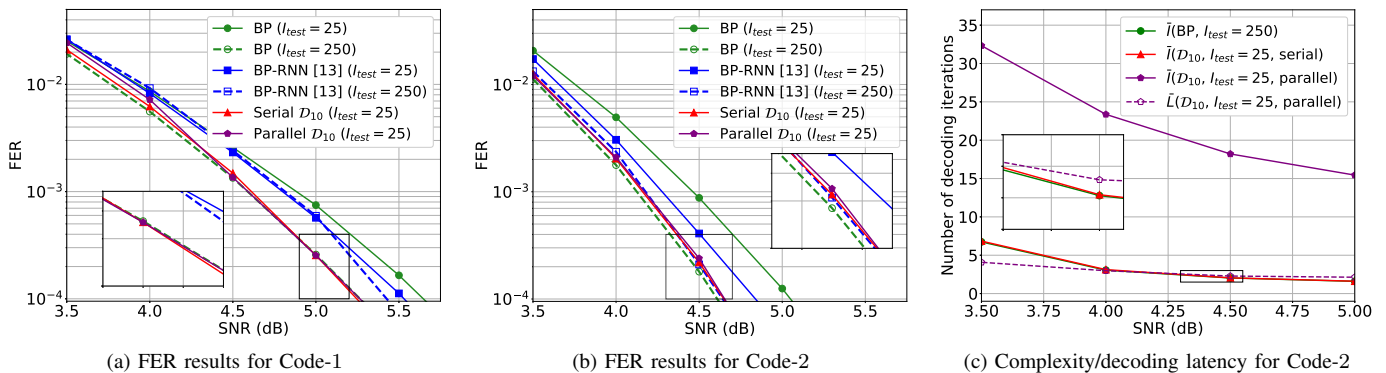 FER
10⁻²
10⁻³
10⁻⁴
3.5 4.0 4.5 5.0 5.5
SNR (dB)
BP (I_test = 25)
BP (I_test = 250)
BP-RNN [13] (I_test = 25)
BP-RNN [13] (I_test = 250)
Serial 𝒟₁₀ (I_test = 25)
Parallel 𝒟₁₀ (I_test = 25)
(a) FER results for Code-1
FER
10⁻²
10⁻³
10⁻⁴
3.5 4.0 4.5 5.0 5.5
SNR (dB)
BP (I_test = 25)
BP (I_test = 250)
BP-RNN [13] (I_test = 25)
BP-RNN [13] (I_test = 250)
Serial 𝒟₁₀ (I_test = 25)
Parallel 𝒟₁₀ (I_test = 25)
(b) FER results for Code-2
Number of decoding iterations
35
30
25
20
15
10
5
0
3.50 3.75 4.00 4.25 4.50 4.75 5.00
SNR (dB)
Ī(BP, I_test = 250)
Ī(𝒟₁₀, I_test = 25, serial)
Ī(𝒟₁₀, I_test = 25, parallel)
L̄(𝒟₁₀, I_test = 25, parallel)
(c) Complexity/decoding latency for Code-2